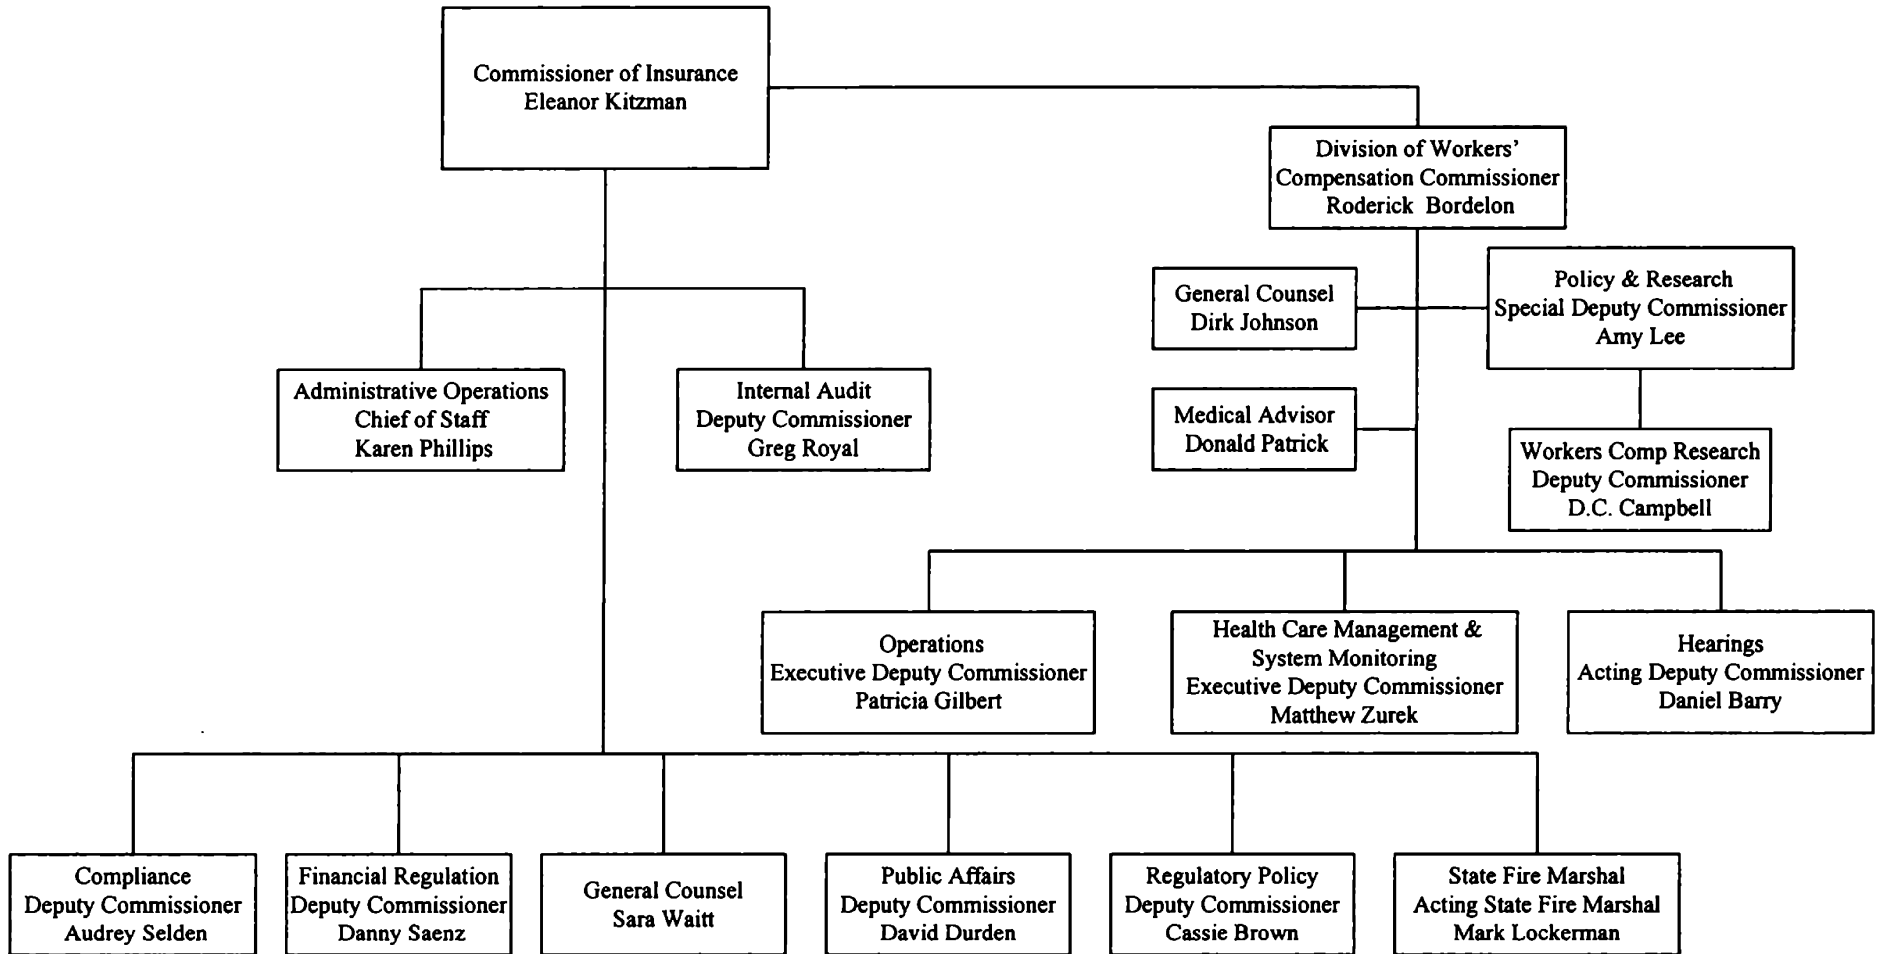 Commissioner of Insurance
Eleanor Kitzman
Division of Workers'
Compensation Commissioner
Roderick Bordelon
General Counsel
Dirk Johnson
Policy & Research
Special Deputy Commissioner
Amy Lee
Administrative Operations
Chief of Staff
Karen Phillips
Internal Audit
Deputy Commissioner
Greg Royal
Medical Advisor
Donald Patrick
Workers Comp Research
Deputy Commissioner
D.C. Campbell
Operations
Executive Deputy Commissioner
Patricia Gilbert
Health Care Management &
System Monitoring
Executive Deputy Commissioner
Matthew Zurek
Hearings
Acting Deputy Commissioner
Daniel Barry
Compliance
Deputy Commissioner
Audrey Selden
Financial Regulation
Deputy Commissioner
Danny Saenz
General Counsel
Sara Waitt
Public Affairs
Deputy Commissioner
David Durden
Regulatory Policy
Deputy Commissioner
Cassie Brown
State Fire Marshal
Acting State Fire Marshal
Mark Lockerman